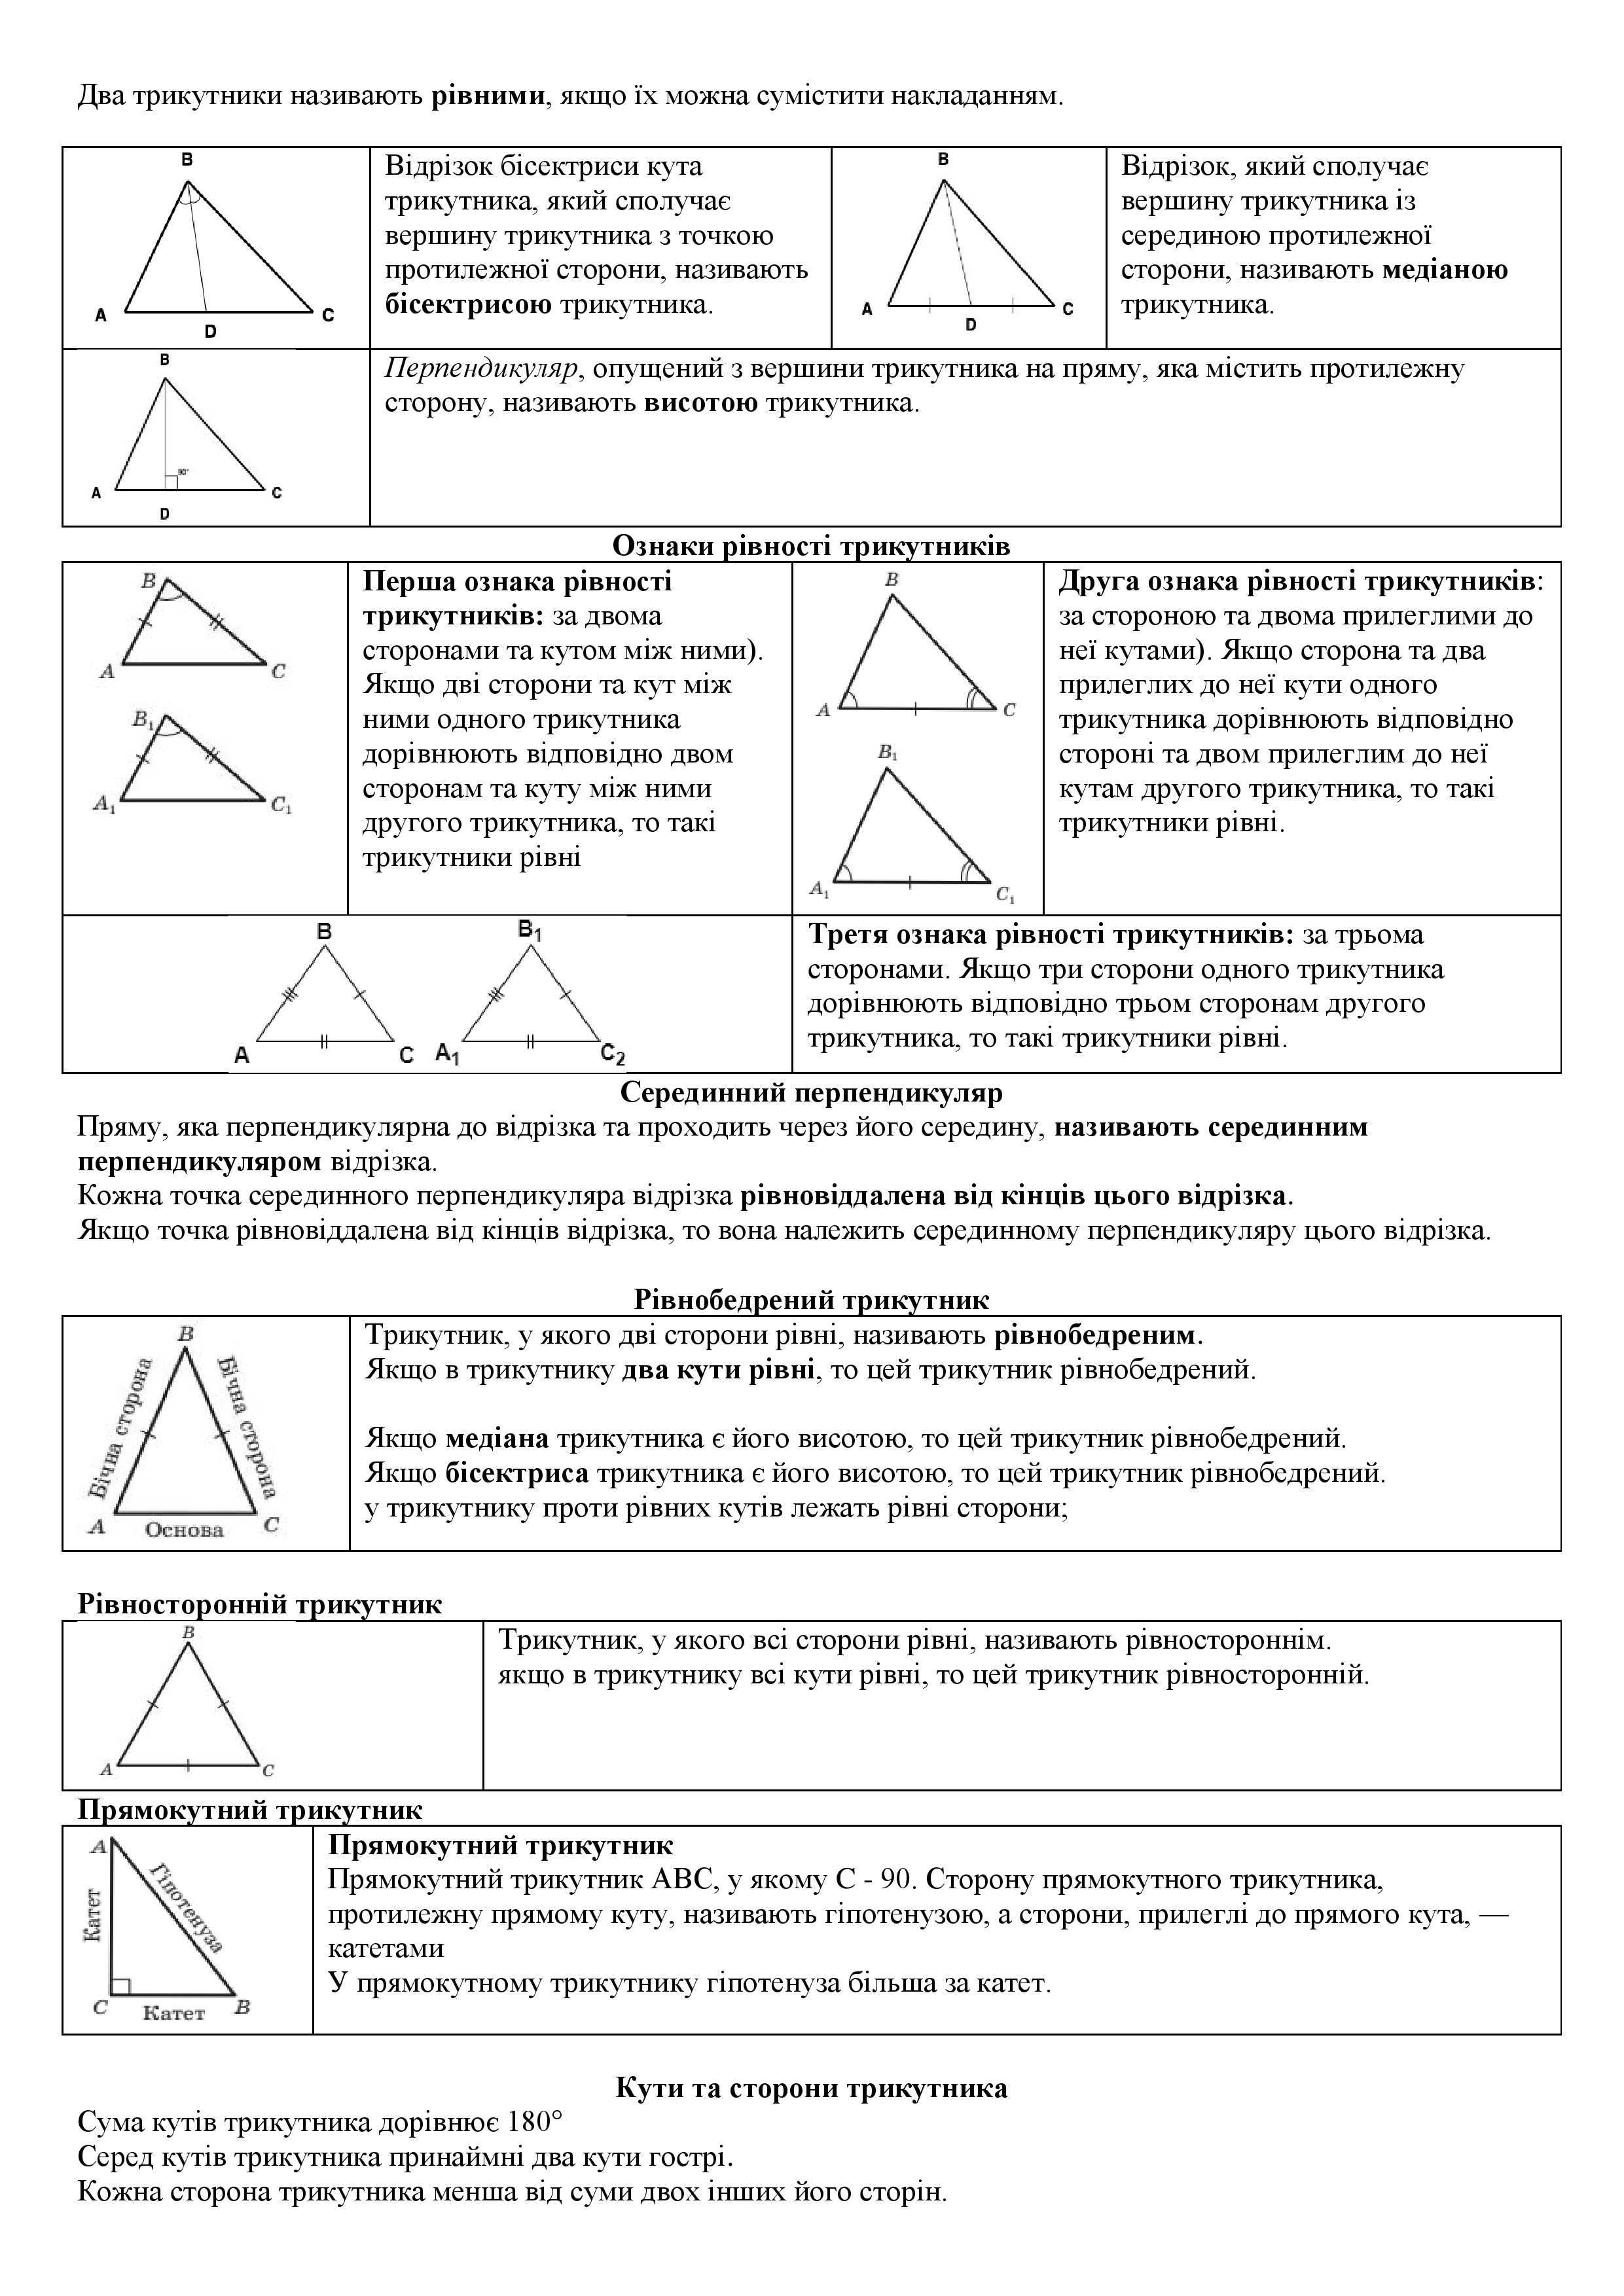 Два трикутники називають рівними, якщо їх можна сумістити накладанням.
B
A
D
C
Відрізок бісектриси кута
трикутника, який сполучає
вершину трикутника з точкою
протилежної сторони, називають
бісектрисою трикутника.
B
A
D
C
Відрізок, який сполучає
вершину трикутника із
серединою протилежної
сторони, називають медіаною
трикутника.
B
90°
A
D
C
Перпендикуляр, опущений з вершини трикутника на пряму, яка містить протилежну
сторону, називають висотою трикутника.
Ознаки рівності трикутників
B
A
C
B₁
A₁
C₁
Перша ознака рівності
трикутників: за двома
сторонами та кутом між ними).
Якщо дві сторони та кут між
ними одного трикутника
дорівнюють відповідно двом
сторонам та куту між ними
другого трикутника, то такі
трикутники рівні
B
A
C
B₁
A₁
C₁
Друга ознака рівності трикутників:
за стороною та двома прилеглими до
неї кутами). Якщо сторона та два
прилеглих до неї кути одного
трикутника дорівнюють відповідно
стороні та двом прилеглим до неї
кутам другого трикутника, то такі
трикутники рівні.
B
B₁
A
C
A₁
C₂
Третя ознака рівності трикутників: за трьома
сторонами. Якщо три сторони одного трикутника
дорівнюють відповідно трьом сторонам другого
трикутника, то такі трикутники рівні.
Серединний перпендикуляр
Пряму, яка перпендикулярна до відрізка та проходить через його середину, називають серединним
перпендикуляром відрізка.
Кожна точка серединного перпендикуляра відрізка рівновіддалена від кінців цього відрізка.
Якщо точка рівновіддалена від кінців відрізка, то вона належить серединному перпендикуляру цього відрізка.
Рівнобедрений трикутник
B
Бічна сторона
Бічна сторона
A
Основа
C
Трикутник, у якого дві сторони рівні, називають рівнобедреним.
Якщо в трикутнику два кути рівні, то цей трикутник рівнобедрений.
Якщо медіана трикутника є його висотою, то цей трикутник рівнобедрений.
Якщо бісектриса трикутника є його висотою, то цей трикутник рівнобедрений.
у трикутнику проти рівних кутів лежать рівні сторони;
Рівносторонній трикутник
B
A
C
Трикутник, у якого всі сторони рівні, називають рівностороннім.
якщо в трикутнику всі кути рівні, то цей трикутник рівносторонній.
Прямокутний трикутник
A
Катет
Гіпотенуза
C
Катет
B
Прямокутний трикутник
Прямокутний трикутник ABC, у якому C - 90. Сторону прямокутного трикутника,
протилежну прямому куту, називають гіпотенузою, а сторони, прилеглі до прямого кута, —
катетами
У прямокутному трикутнику гіпотенуза більша за катет.
Кути та сторони трикутника
Сума кутів трикутника дорівнює 180°
Серед кутів трикутника принаймні два кути гострі.
Кожна сторона трикутника менша від суми двох інших його сторін.